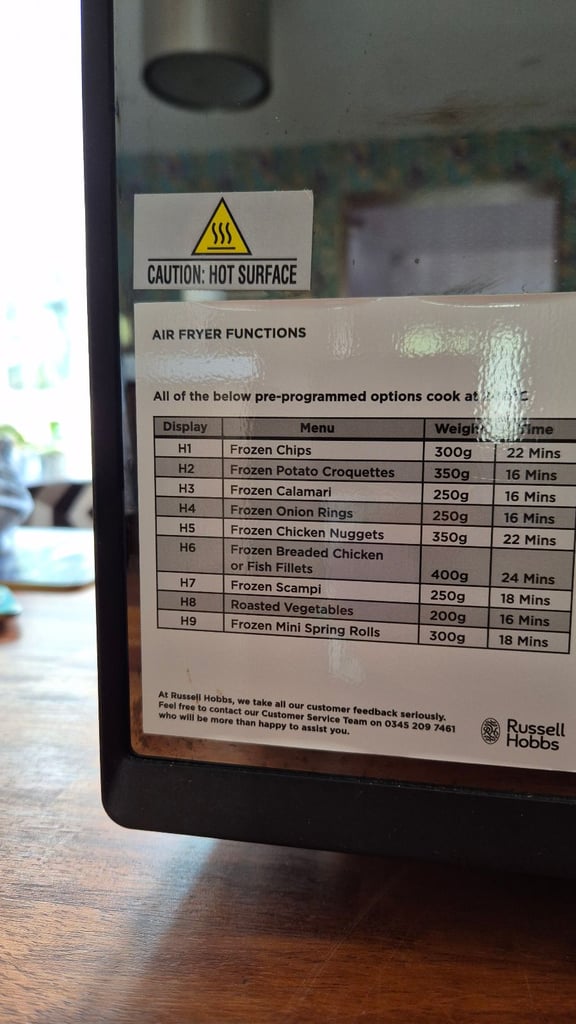 CAUTION: HOT SURFACE
AIR FRYER FUNCTIONS
All of the below pre-programmed options cook at
Display Menu Weight Time
H1 Frozen Chips 300g 22 Mins
H2 Frozen Potato Croquettes 350g 16 Mins
H3 Frozen Calamari 250g 16 Mins
H4 Frozen Onion Rings 250g 16 Mins
H5 Frozen Chicken Nuggets 350g 22 Mins
H6 Frozen Breaded Chicken
or Fish Fillets 400g 24 Mins
H7 Frozen Scampi 250g 18 Mins
H8 Roasted Vegetables 200g 16 Mins
H9 Frozen Mini Spring Rolls 300g 18 Mins
At Russell Hobbs, we take all our customer feedback seriously.
Feel free to contact our Customer Service Team on 0345 209 7461
who will be more than happy to assist you.
Russell
Hobbs